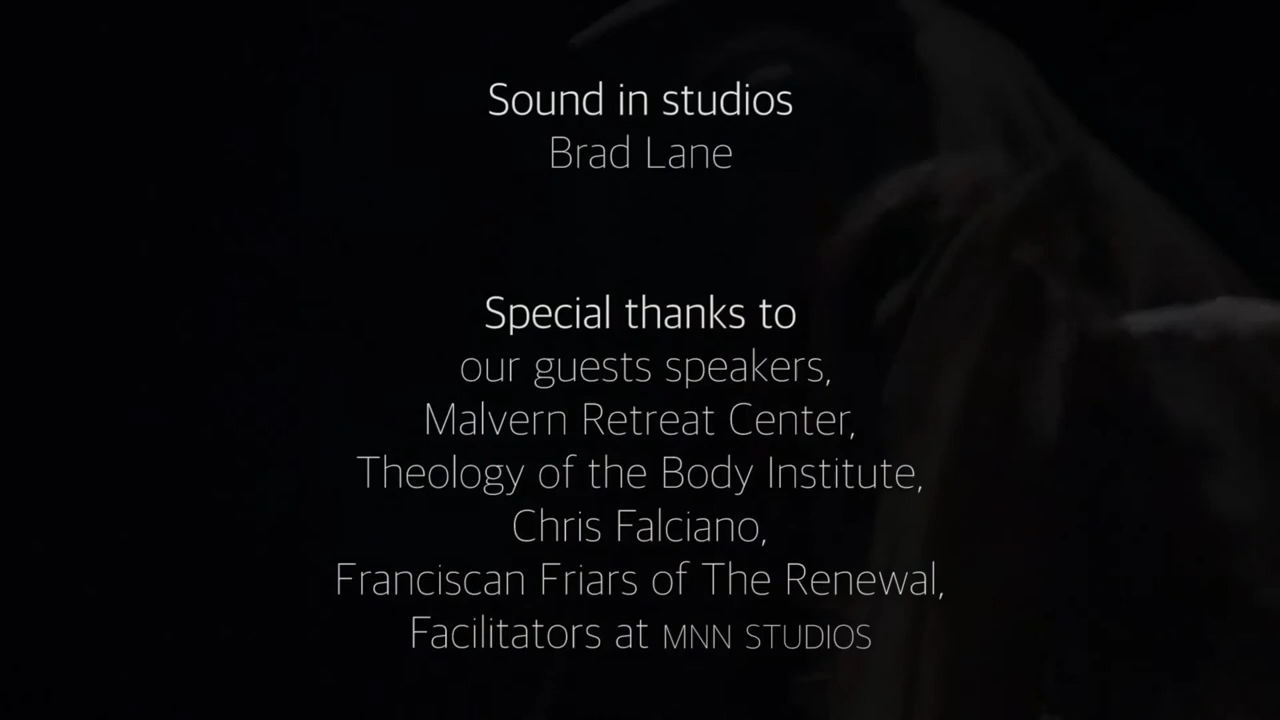 Sound in studios
Brad Lane
Special thanks to
our guests speakers,
Malvern Retreat Center,
Theology of the Body Institute,
Chris Falciano,
Franciscan Friars of The Renewal,
Facilitators at MNN STUDIOS